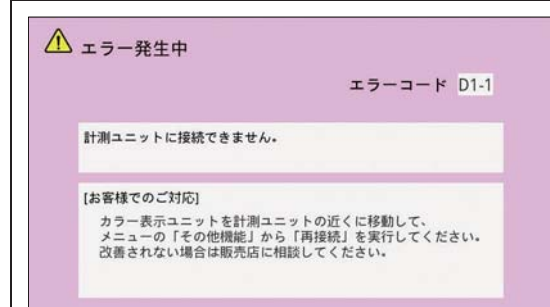 エラー発生中
エラーコード D1-1
計測ユニットに接続できません。
[お客様でのご対応]
カラー表示ユニットを計測ユニットの近くに移動して、
メニューの「その他機能」から「再接続」を実行してください。
改善されない場合は販売店に相談してください。